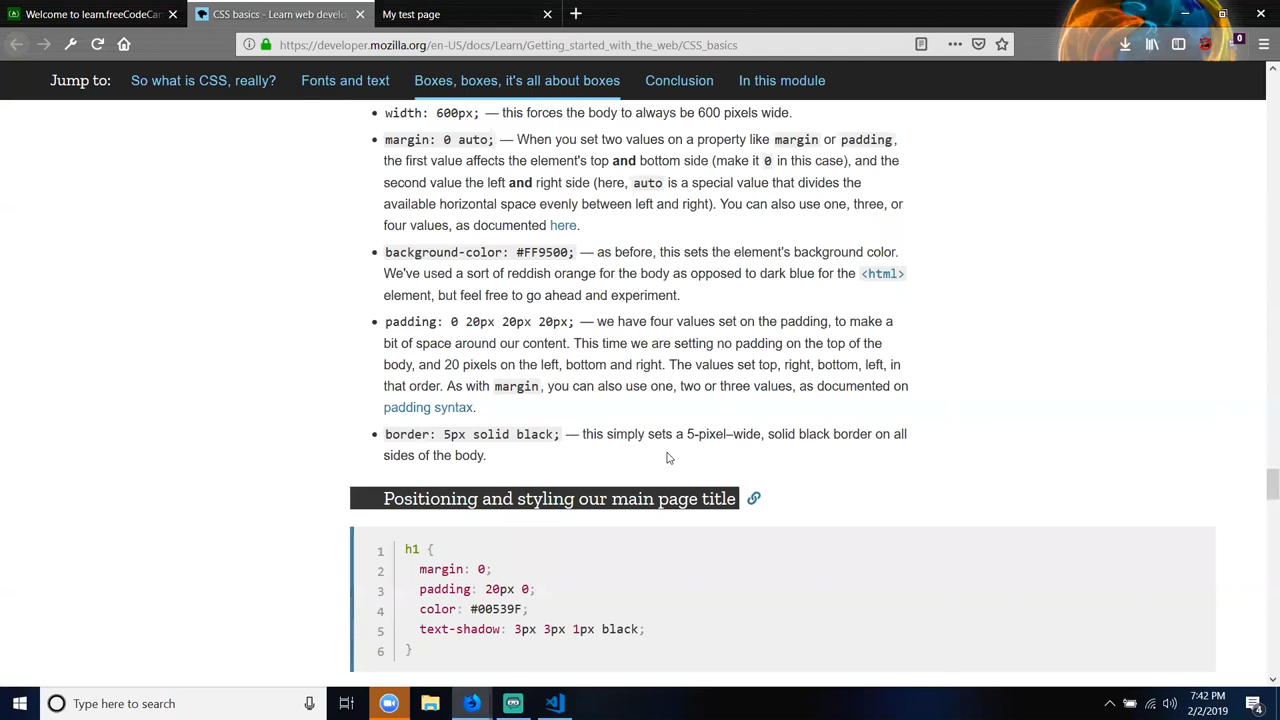 Welcome to learn.freeCodeCam
CSS basics - Learn web develo
My test page
https://developer.mozilla.org/en-US/docs/Learn/Getting_started_with_the_web/CSS_basics
0
Jump to: So what is CSS, really? Fonts and text Boxes, boxes, it's all about boxes Conclusion In this module
• width: 600px; — this forces the body to always be 600 pixels wide.
• margin: 0 auto; — When you set two values on a property like margin or padding,
the first value affects the element's top and bottom side (make it 0 in this case), and the
second value the left and right side (here, auto is a special value that divides the
available horizontal space evenly between left and right). You can also use one, three, or
four values, as documented here.
• background-color: #FF9500; — as before, this sets the element's background color.
We've used a sort of reddish orange for the body as opposed to dark blue for the <html>
element, but feel free to go ahead and experiment.
• padding: 0 20px 20px 20px; — we have four values set on the padding, to make a
bit of space around our content. This time we are setting no padding on the top of the
body, and 20 pixels on the left, bottom and right. The values set top, right, bottom, left, in
that order. As with margin, you can also use one, two or three values, as documented on
padding syntax.
• border: 5px solid black; — this simply sets a 5-pixel–wide, solid black border on all
sides of the body.
Positioning and styling our main page title
1 h1 {
2 margin: 0;
3 padding: 20px 0;
4 color: #00539F;
5 text-shadow: 3px 3px 1px black;
6 }
Type here to search
7:42 PM
2/2/2019
4